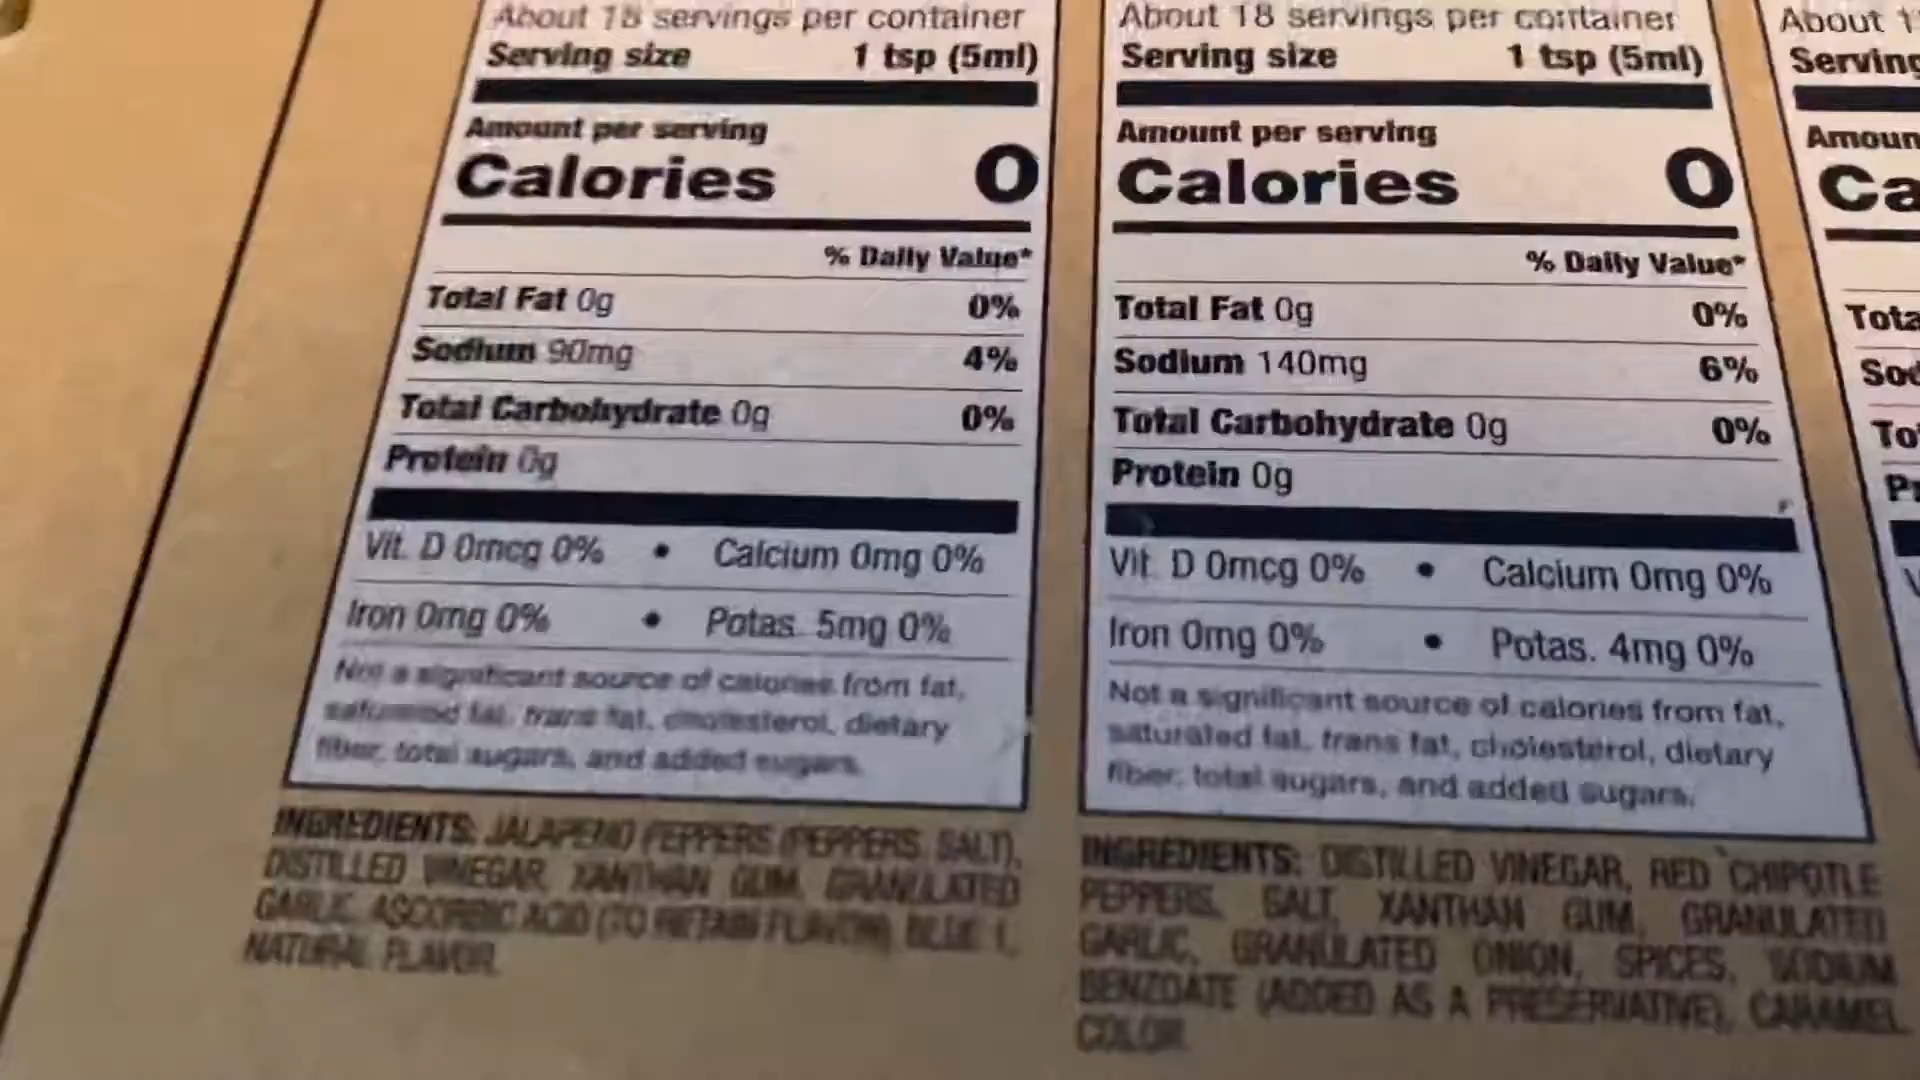 About 18 servings per container
Serving size 1 tsp (5ml)
Amount per serving
Calories 0
% Daily Value*
Total Fat 0g 0%
Sodium 90mg 4%
Total Carbohydrate 0g 0%
Protein 0g
Vit. D 0mcg 0% • Calcium 0mg 0%
Iron 0mg 0% • Potas. 5mg 0%
Not a significant source of calories from fat,
saturated fat, trans fat, cholesterol, dietary
fiber, total sugars, and added sugars.
INGREDIENTS: JALAPENO PEPPERS (PEPPERS, SALT),
DISTILLED VINEGAR, XANTHAN GUM, GRANULATED
GARLIC, ASCORBIC ACID (TO RETAIN FLAVOR), BLUE 1,
NATURAL FLAVOR.
About 18 servings per container
Serving size 1 tsp (5ml)
Amount per serving
Calories 0
% Daily Value*
Total Fat 0g 0%
Sodium 140mg 6%
Total Carbohydrate 0g 0%
Protein 0g
Vit. D 0mcg 0% • Calcium 0mg 0%
Iron 0mg 0% • Potas. 4mg 0%
Not a significant source of calories from fat,
saturated fat, trans fat, cholesterol, dietary
fiber, total sugars, and added sugars.
INGREDIENTS: DISTILLED VINEGAR, RED CHIPOTLE
PEPPERS, SALT, XANTHAN GUM, GRANULATED
GARLIC, GRANULATED ONION, SPICES, SODIUM
BENZOATE (ADDED AS A PRESERVATIVE), CARAMEL
COLOR.
About
Serving